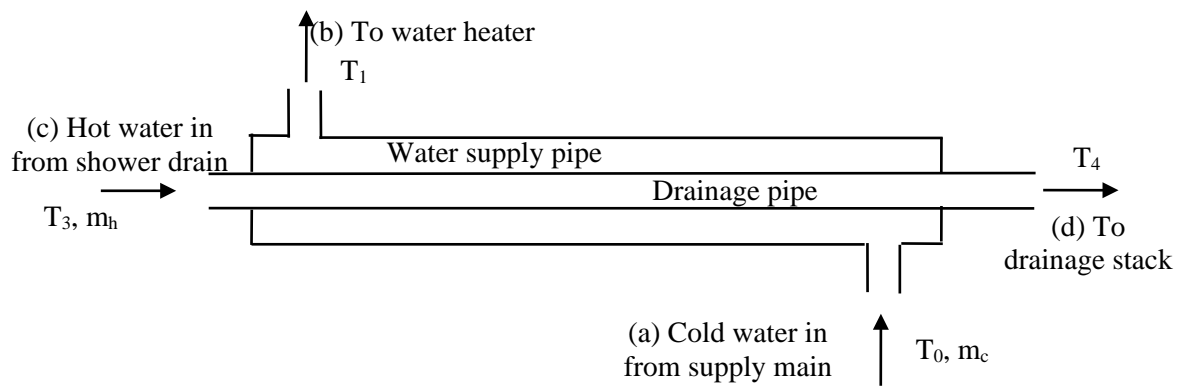 (b) To water heater
T₁
(c) Hot water in
from shower drain
T₃, mₕ
Water supply pipe
Drainage pipe
T₄
(d) To
drainage stack
(a) Cold water in
from supply main
T₀, m꜀